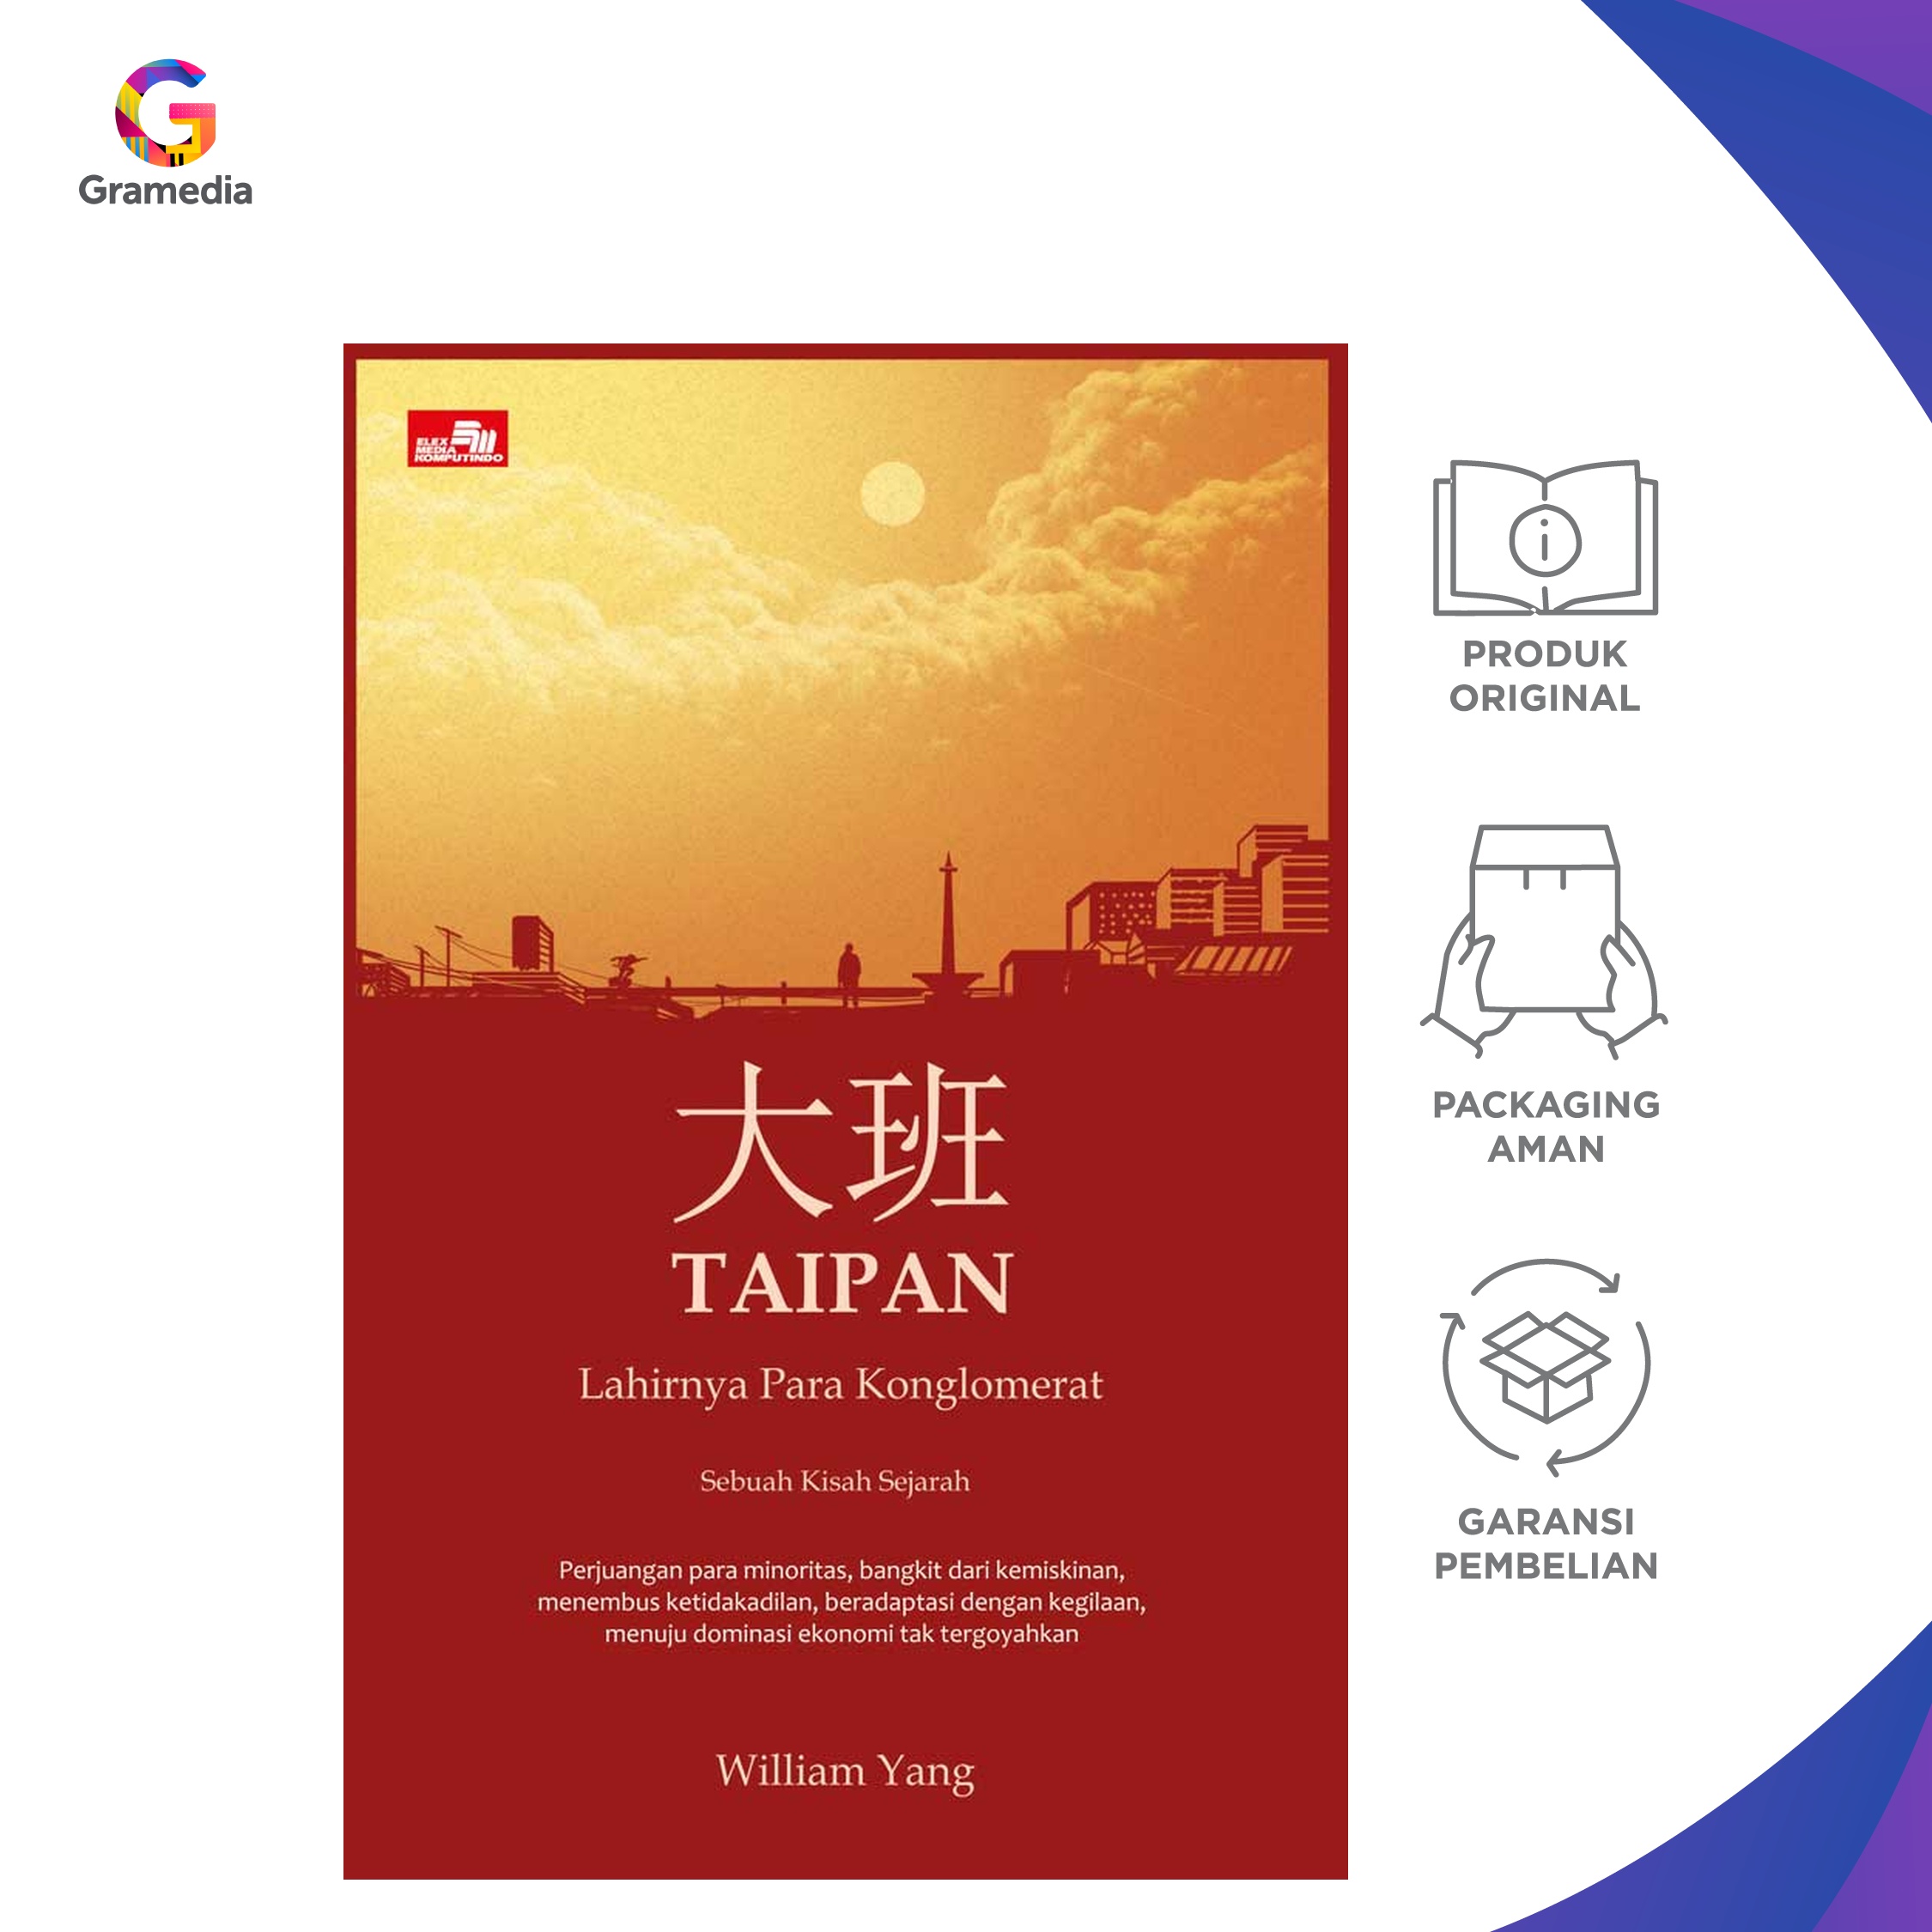 Gramedia
ELEX
MEDIA
KOMPUTINDO
大班
TAIPAN
Lahirnya Para Konglomerat
Sebuah Kisah Sejarah
Perjuangan para minoritas, bangkit dari kemiskinan,
menembus ketidakadilan, beradaptasi dengan kegilaan,
menuju dominasi ekonomi tak tergoyahkan
William Yang
PRODUK
ORIGINAL
PACKAGING
AMAN
GARANSI
PEMBELIAN